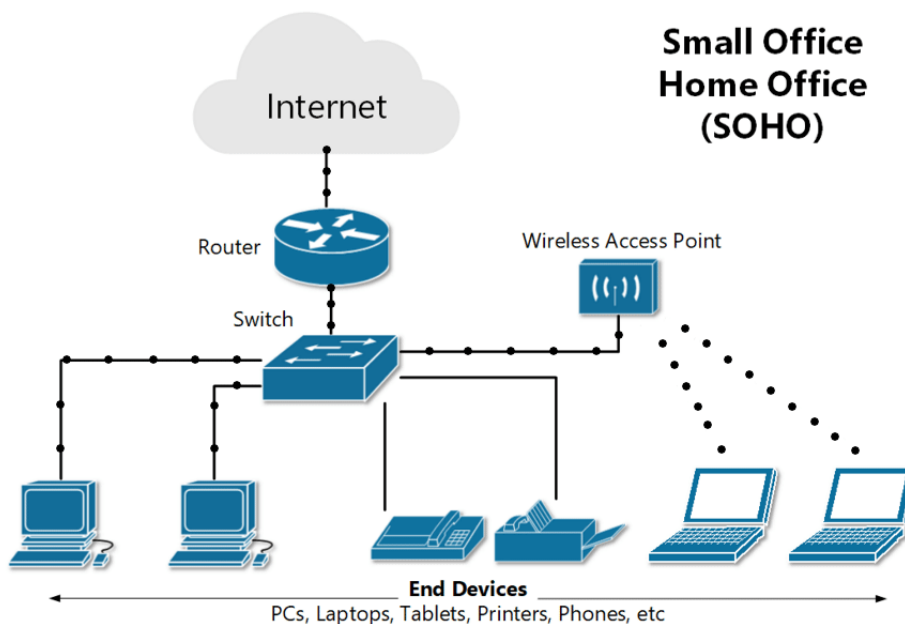 Small Office
Home Office
(SOHO)
Internet
Router
Wireless Access Point
Switch
End Devices
PCs, Laptops, Tablets, Printers, Phones, etc